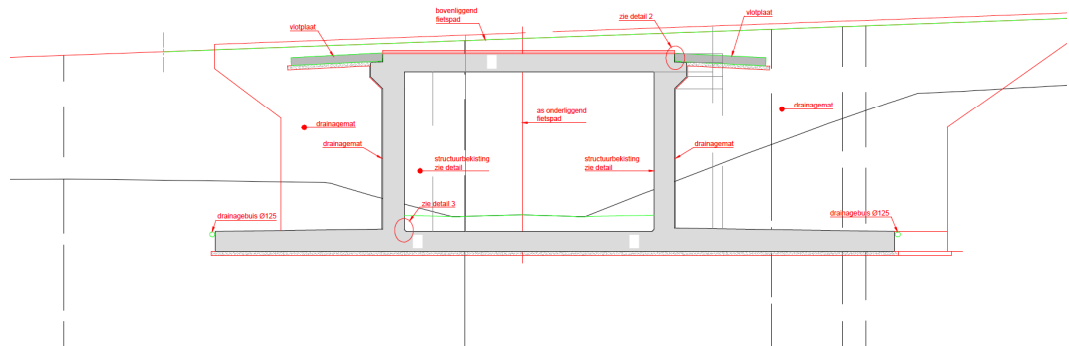 bovenliggend
fietspad
zie detail 2
vlotplaat
vlotplaat
drainagemat
as onderliggend
fietspad
drainagemat
drainagemat
drainagemat
structuurbekisting
zie detail
structuurbekisting
zie detail
zie detail 3
drainagebuis Ø125
drainagebuis Ø125